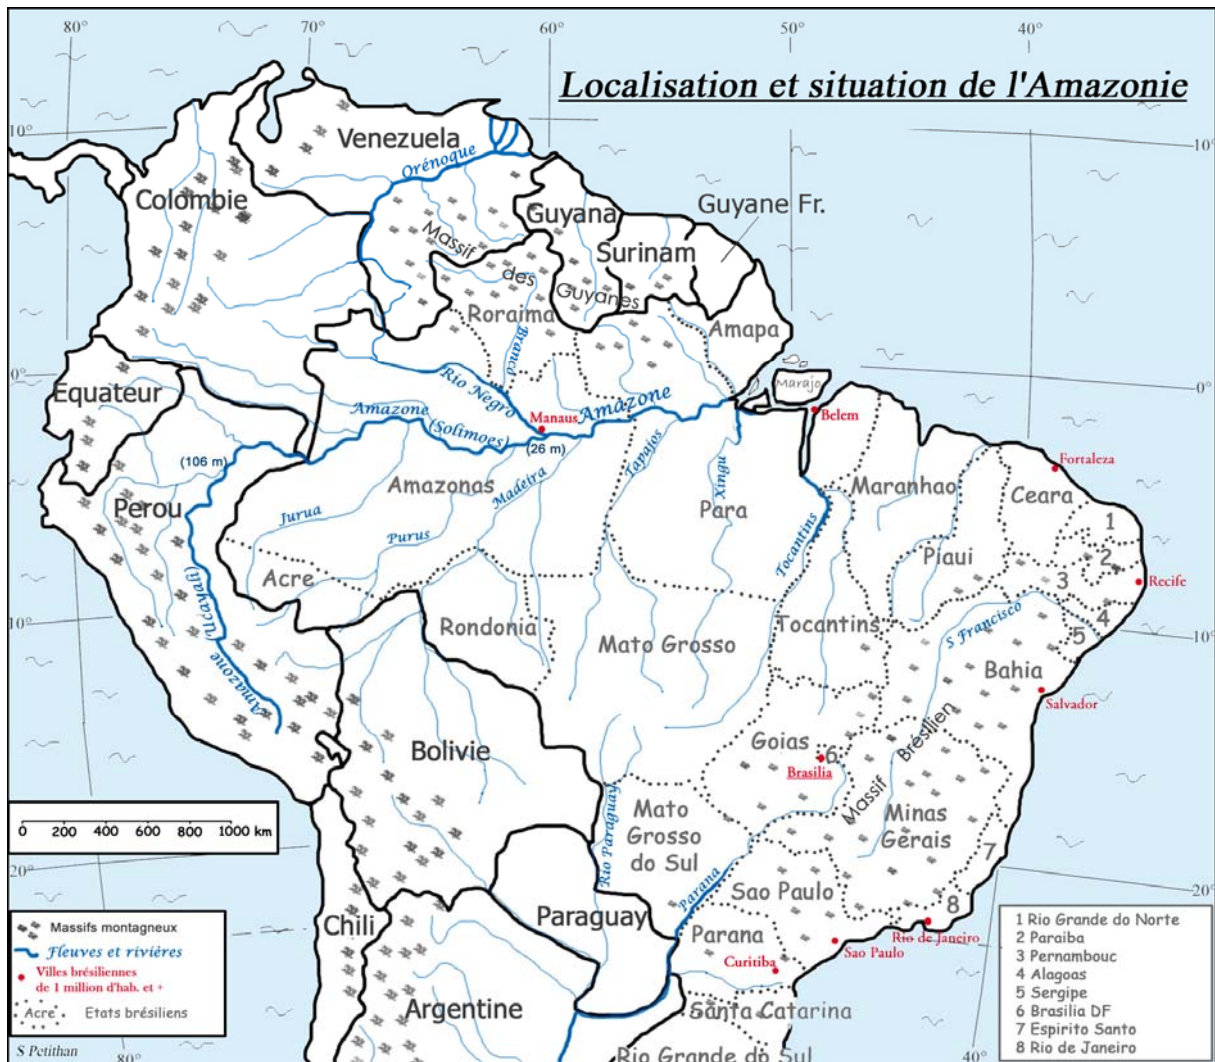 80°
70°
60°
50°
40°
Localisation et situation de l'Amazonie
10°
10°
Venezuela
Orénoque
Colombie
Guyana
Guyane Fr.
Surinam
Massif
des
Guyanes
Roraima
Branco
Amapa
0°
0°
Equateur
Rio Negro
Marajo
Amazone
(Solimoes)
Manaus
Amazone
Belem
(26 m)
(106 m)
Fortaleza
Perou
Amazonas
Madeira
Tapajos
Xingu
Para
Maranhao
Ceara
Jurua
Purus
Tocantins
Piaui
1
2
3
Recife
Acre
4
5
(Ucayali)
Amazone
10°
Rondonia
Mato Grosso
Tocantins
S Francisco
10°
Bahia
Salvador
Bolivie
Goias
6
Brasilia
Massif
Brésilien
Mato
Grosso
do Sul
Minas
Gerais
0 200 400 600 800 1000 km
Rio Paraguay
7
20°
20°
Parana
Sao Paulo
8
Chili
Paraguay
Parana
Rio de Janeiro
Sao Paulo
Curitiba
Argentine
Santa Catarina
Rio Grande do Sul
Massifs montagneux
Fleuves et rivières
Villes brésiliennes
de 1 million d'hab. et +
Acre Etats brésiliens
S Petithan
80°
40°
1 Rio Grande do Norte
2 Paraiba
3 Pernambouc
4 Alagoas
5 Sergipe
6 Brasilia DF
7 Espirito Santo
8 Rio de Janeiro